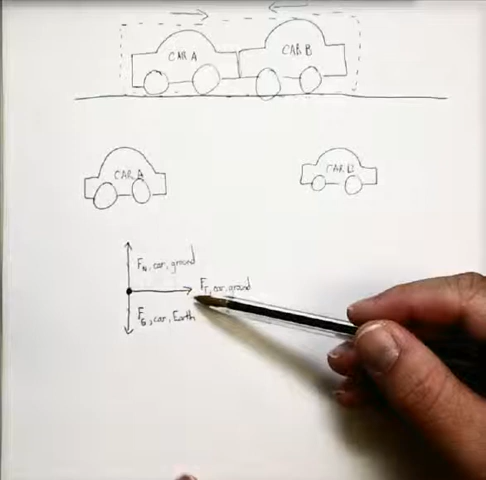 CAR A
CAR B
CAR A
CAR B
FN, car, ground
Ff, car, ground
Fg, car, Earth